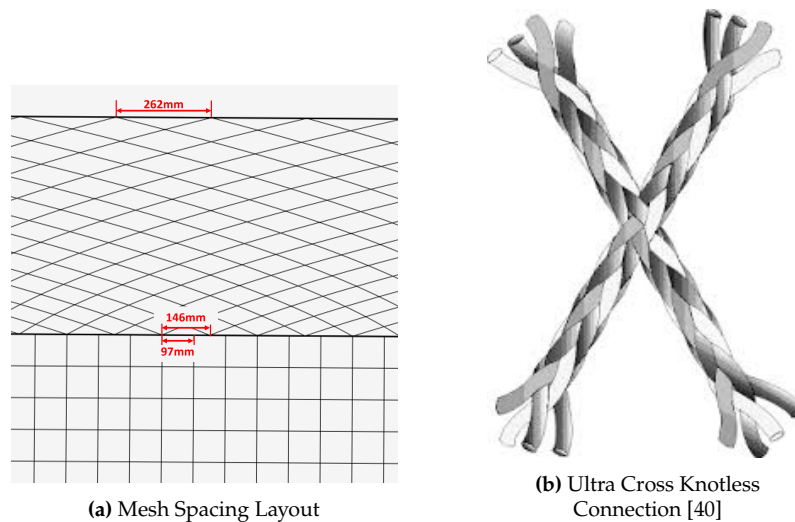 262mm
146mm
97mm
(a) Mesh Spacing Layout
(b) Ultra Cross Knotless
Connection [40]